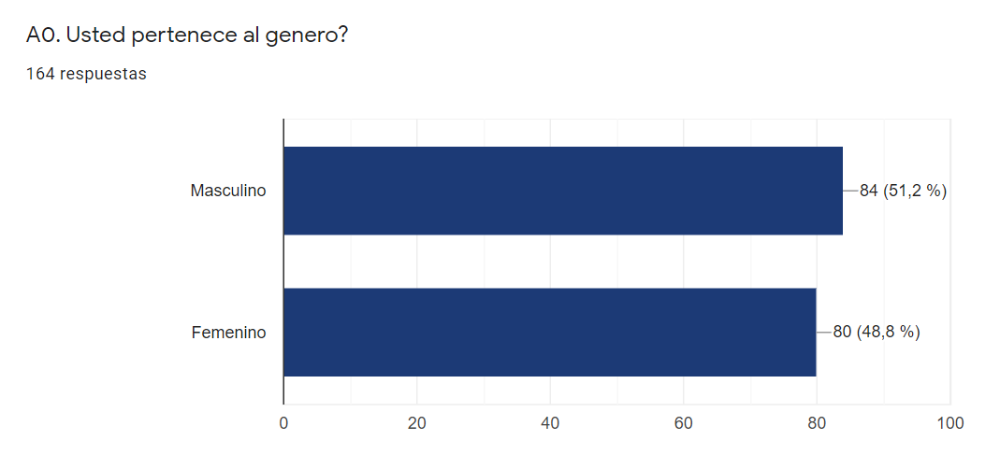 A0. Usted pertenece al genero?
164 respuestas
Masculino
84 (51,2 %)
Femenino
80 (48,8 %)
0 20 40 60 80 100